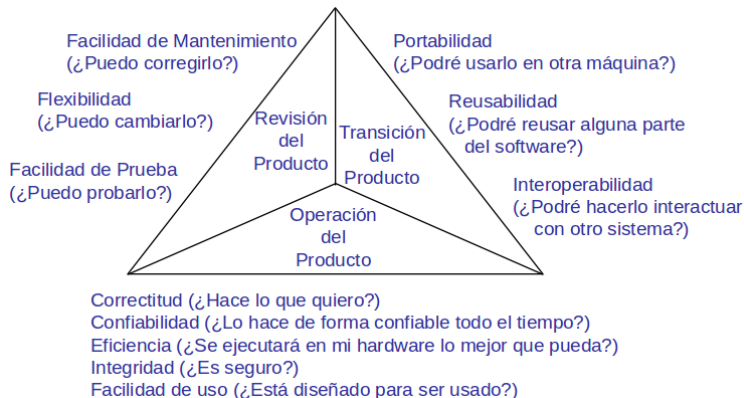 Facilidad de Mantenimiento
(¿Puedo corregirlo?)
Flexibilidad
(¿Puedo cambiarlo?)
Facilidad de Prueba
(¿Puedo probarlo?)
Revisión
del
Producto
Transición
del
Producto
Operación
del
Producto
Portabilidad
(¿Podré usarlo en otra máquina?)
Reusabilidad
(¿Podré reusar alguna parte
del software?)
Interoperabilidad
(¿Podré hacerlo interactuar
con otro sistema?)
Correctitud (¿Hace lo que quiero?)
Confiabilidad (¿Lo hace de forma confiable todo el tiempo?)
Eficiencia (¿Se ejecutará en mi hardware lo mejor que pueda?)
Integridad (¿Es seguro?)
Facilidad de uso (¿Está diseñado para ser usado?)